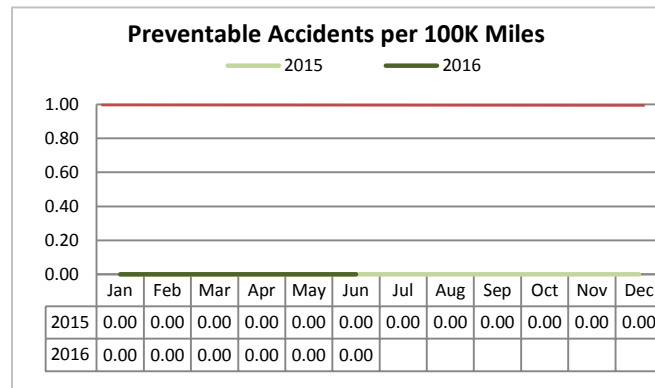 Preventable Accidents per 100K Miles
2015 2016
1.00
0.80
0.60
0.40
0.20
0.00
Jan Feb Mar Apr May Jun Jul Aug Sep Oct Nov Dec
2015 0.00 0.00 0.00 0.00 0.00 0.00 0.00 0.00 0.00 0.00 0.00 0.00
2016 0.00 0.00 0.00 0.00 0.00 0.00